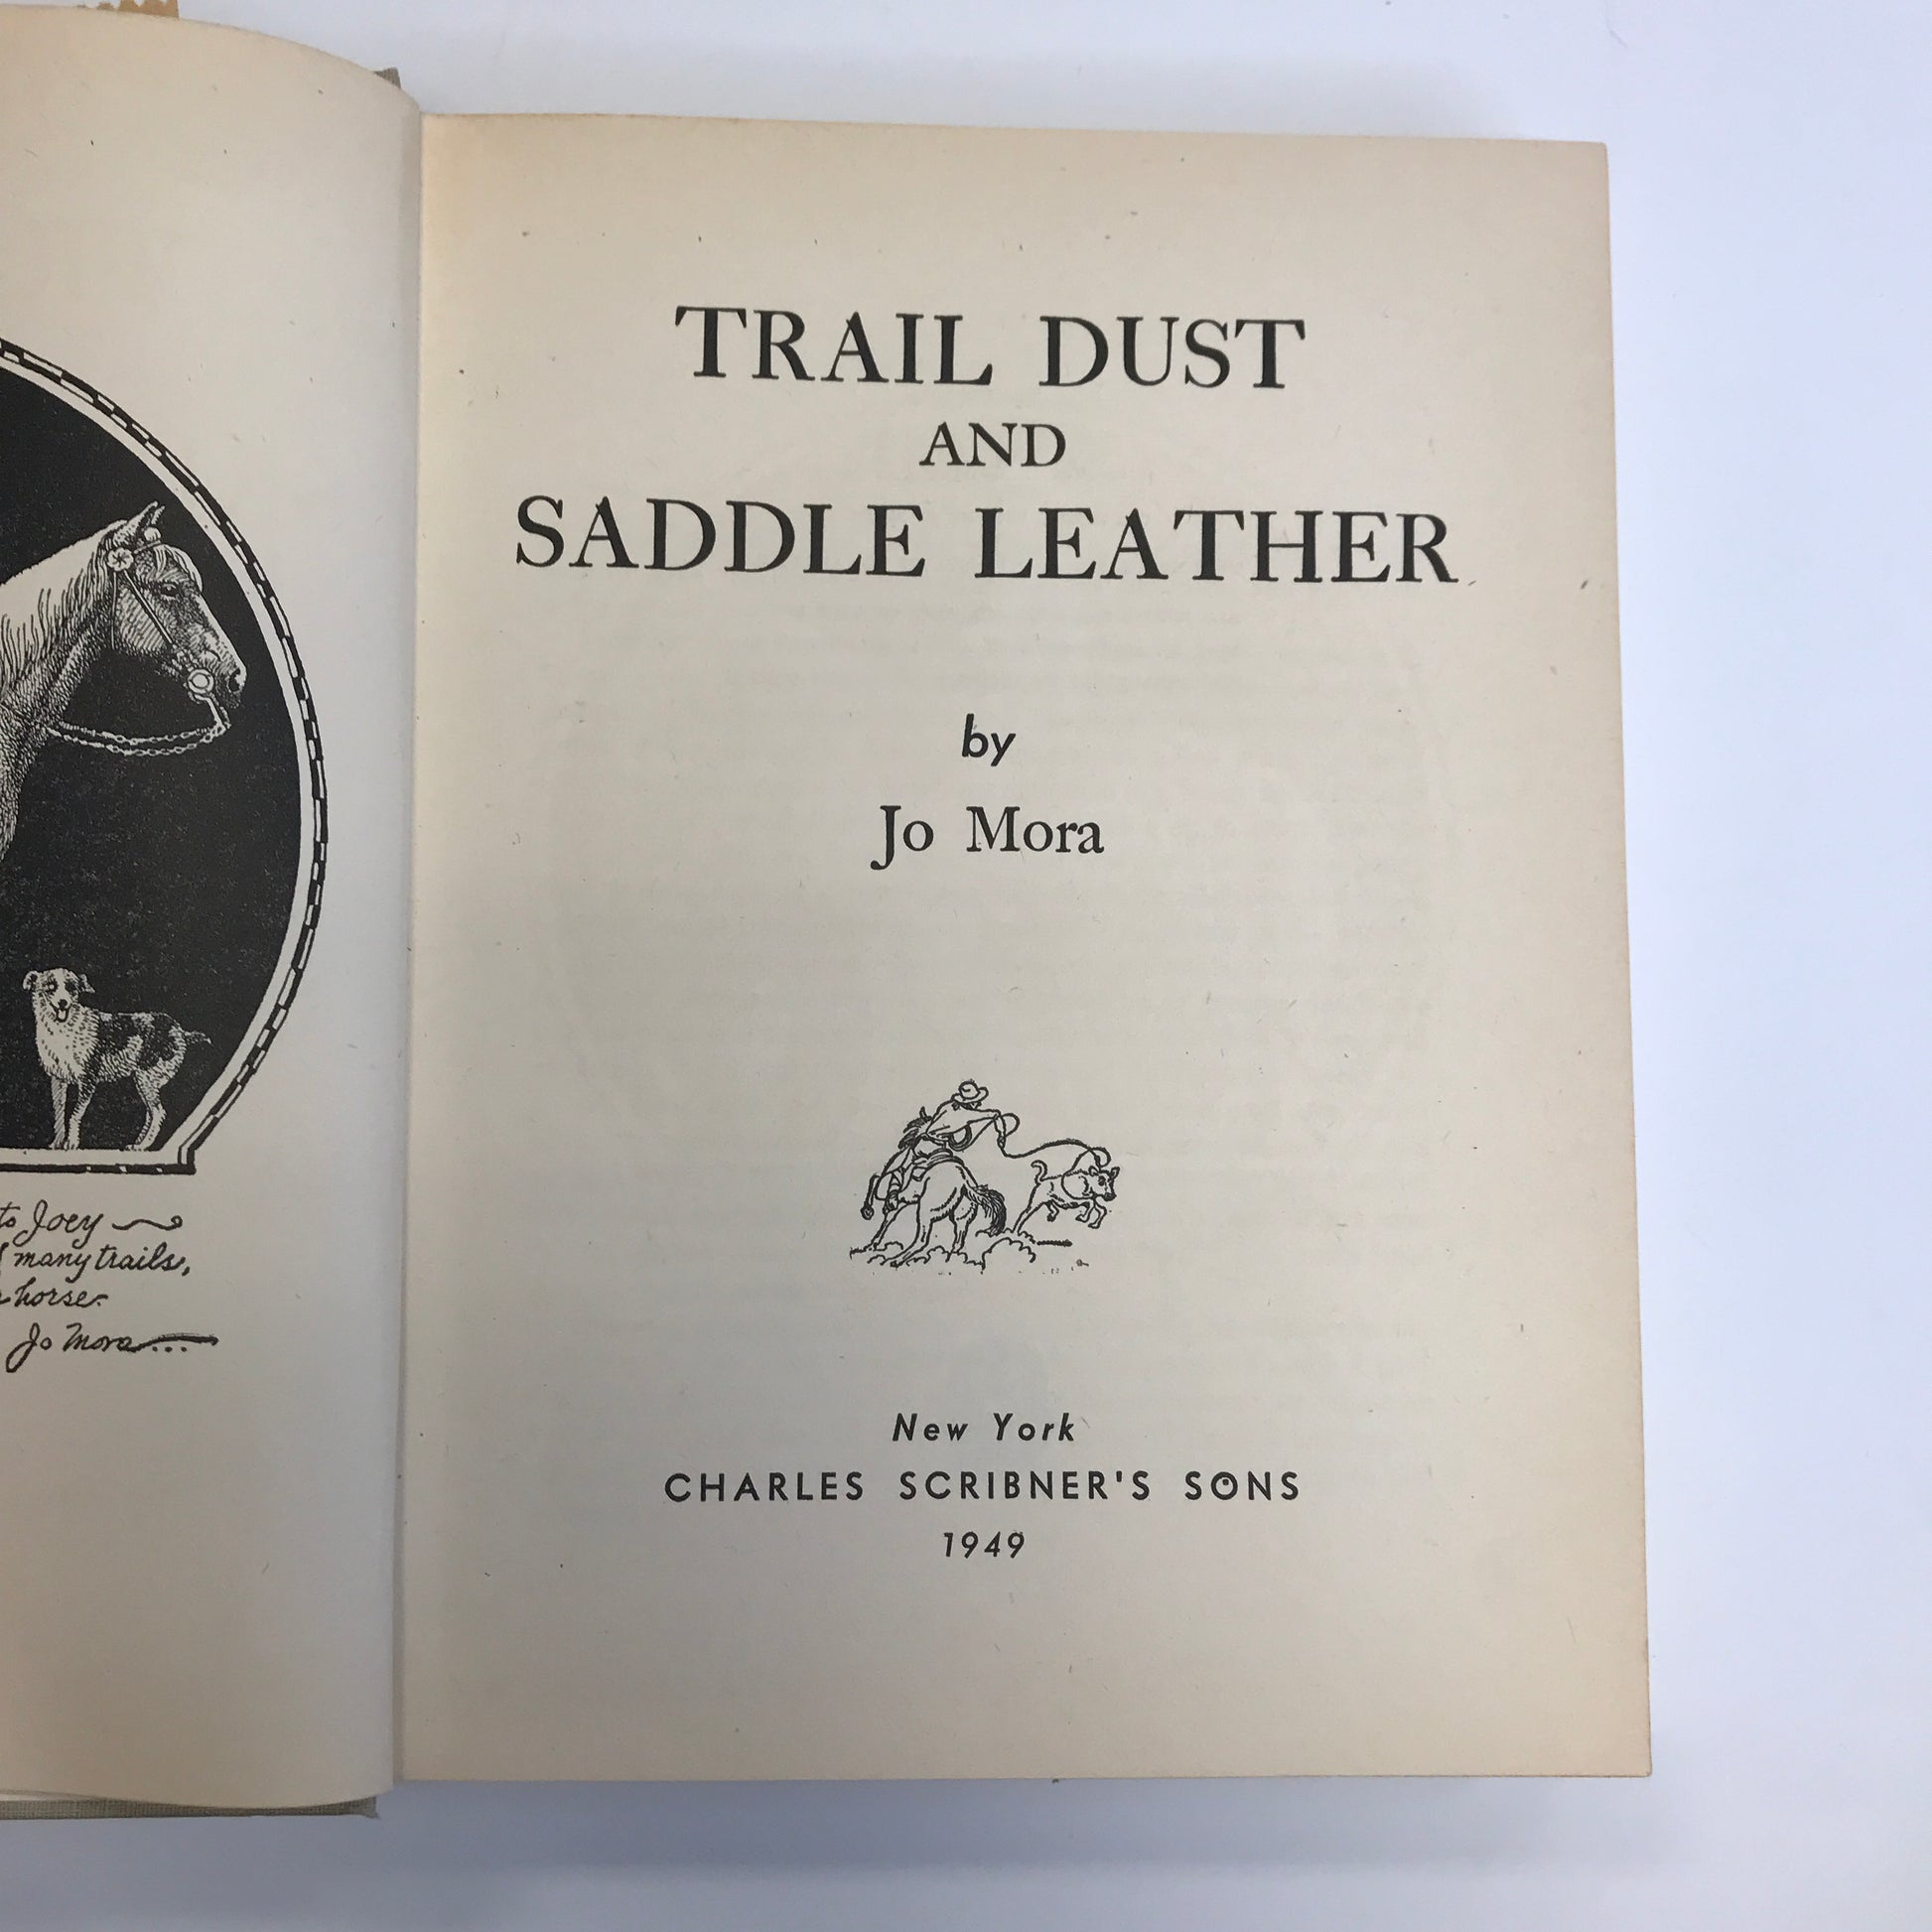 to Joey
many trails,
horse.
Jo Mora...
TRAIL DUST
AND
SADDLE LEATHER
by
Jo Mora
New York
CHARLES SCRIBNER'S SONS
1949